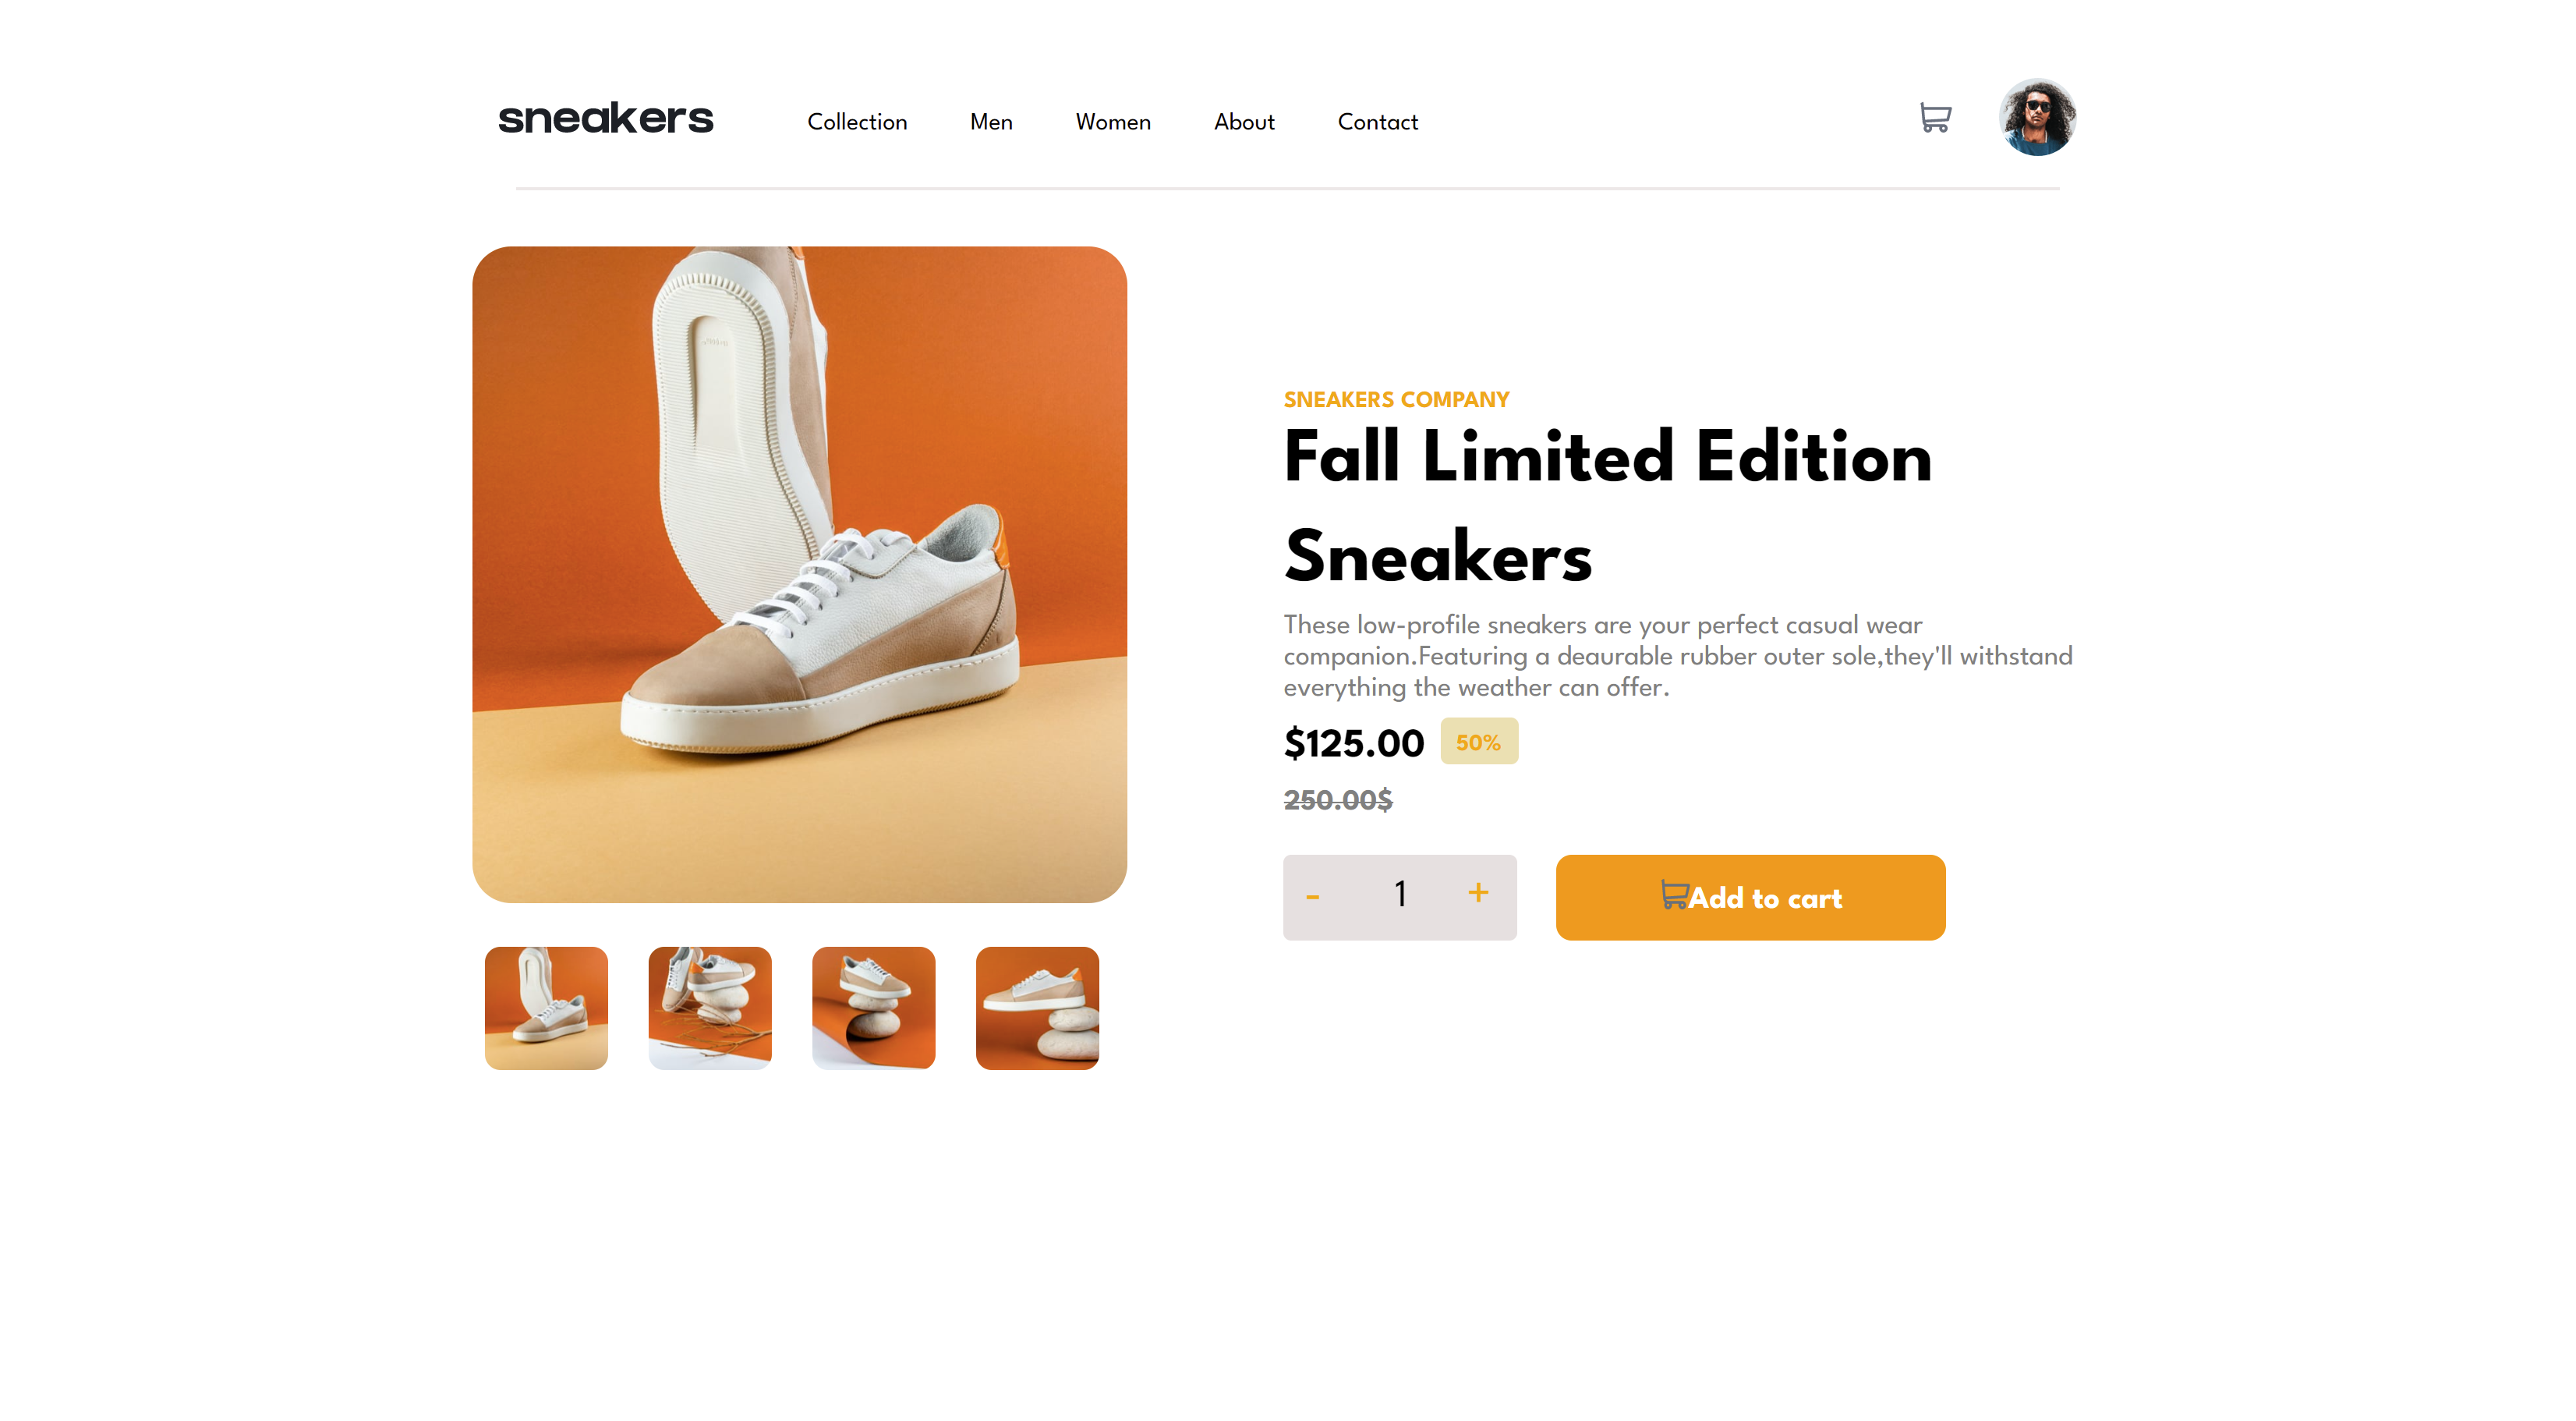 sneakers
Collection
Men
Women
About
Contact
SNEAKERS COMPANY
Fall Limited Edition
Sneakers
These low-profile sneakers are your perfect casual wear
companion.Featuring a deaurable rubber outer sole,they'll withstand
everything the weather can offer.
$125.00
50%
250.00$
- 1 +
Add to cart